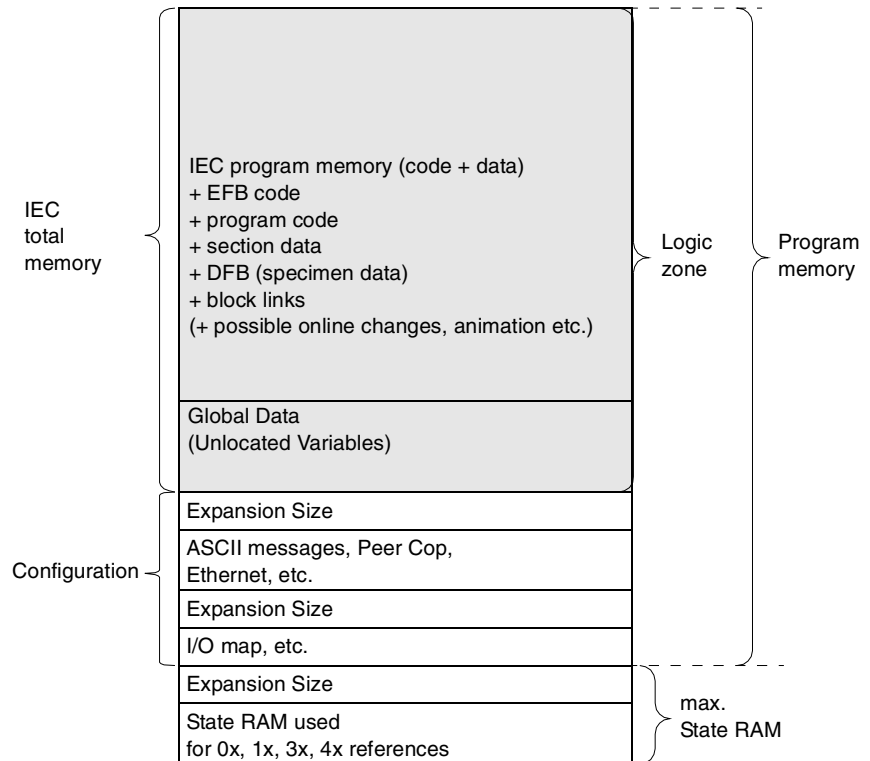 IEC program memory (code + data)
+ EFB code
+ program code
+ section data
+ DFB (specimen data)
+ block links
(+ possible online changes, animation etc.)
IEC
total
memory
Logic
zone
Program
memory
Global Data
(Unlocated Variables)
Expansion Size
ASCII messages, Peer Cop,
Ethernet, etc.
Configuration
Expansion Size
I/O map, etc.
Expansion Size
State RAM used
for 0x, 1x, 3x, 4x references
max.
State RAM